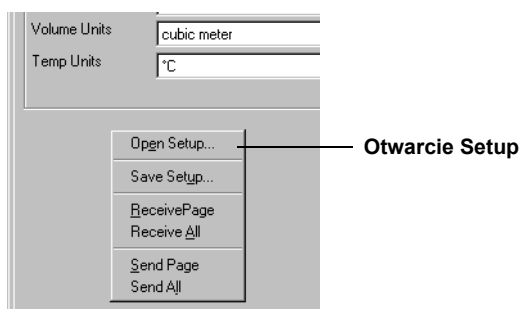 Volume Units
cubic meter
Temp Units
°C
Open Setup...
Otwarcie Setup
Save Setup...
ReceivePage
Receive All
Send Page
Send All